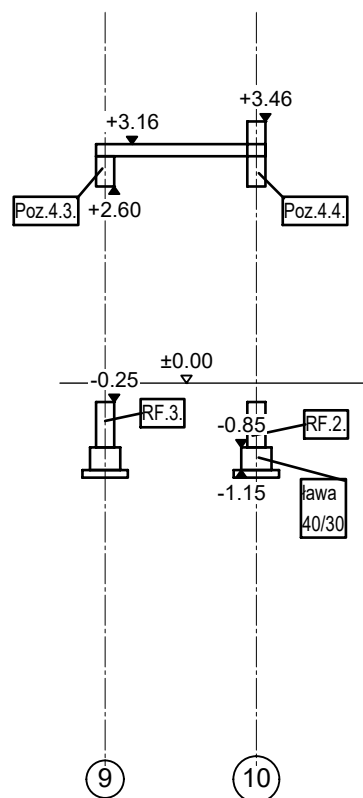 +3.46
+3.16
Poz.4.3.
+2.60
Poz.4.4.
±0.00
-0.25
RF.3.
-0.85
RF.2.
-1.15
ława
40/30
9
10